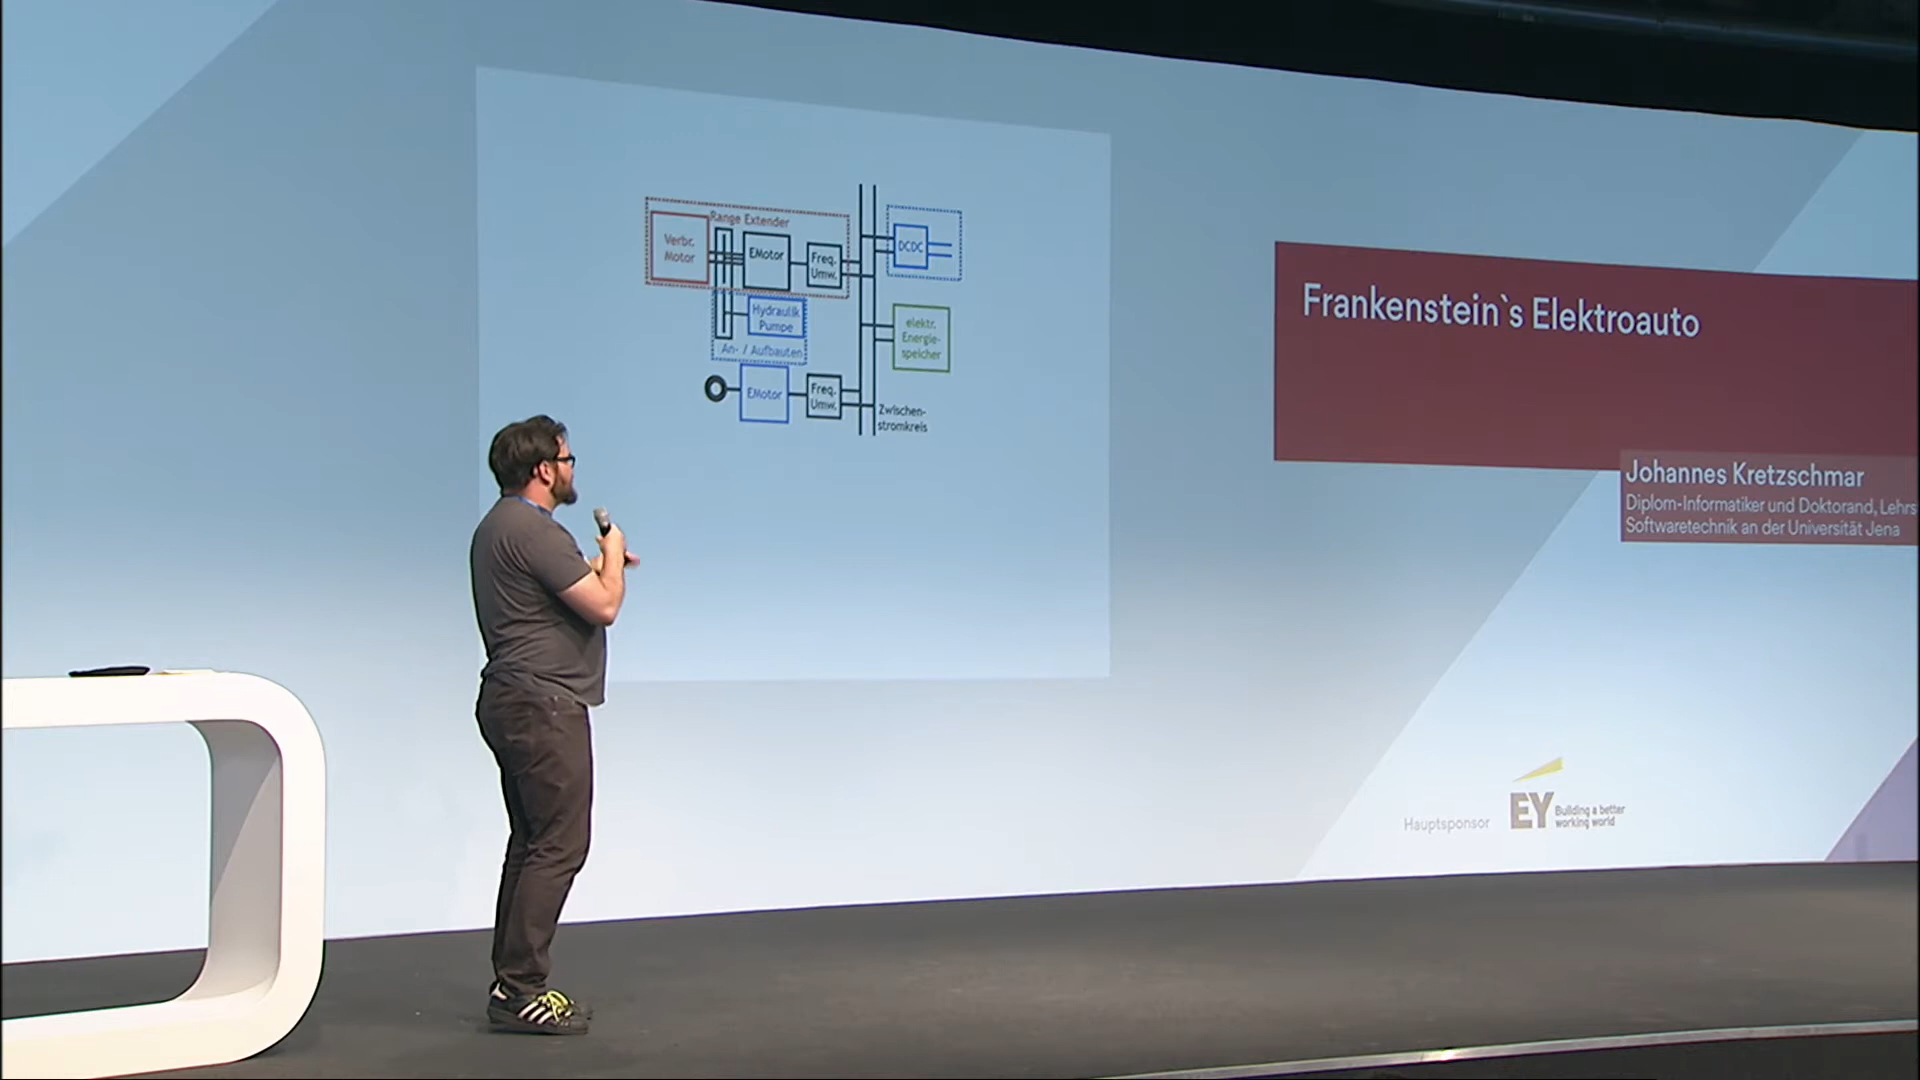 Range Extender
Verbr.
Motor
EMotor
Freq.
Umw.
DCDC
Hydraulik
Pumpe
An- / Aufbauten
elektr.
Energie-
speicher
EMotor
Freq.
Umw.
Zwischen-
stromkreis
Frankenstein`s Elektroauto
Johannes Kretzschmar
Diplom-Informatiker und Doktorand, Lehrs
Softwaretechnik an der Universität Jena
Hauptsponsor
EY
Building a better
working world